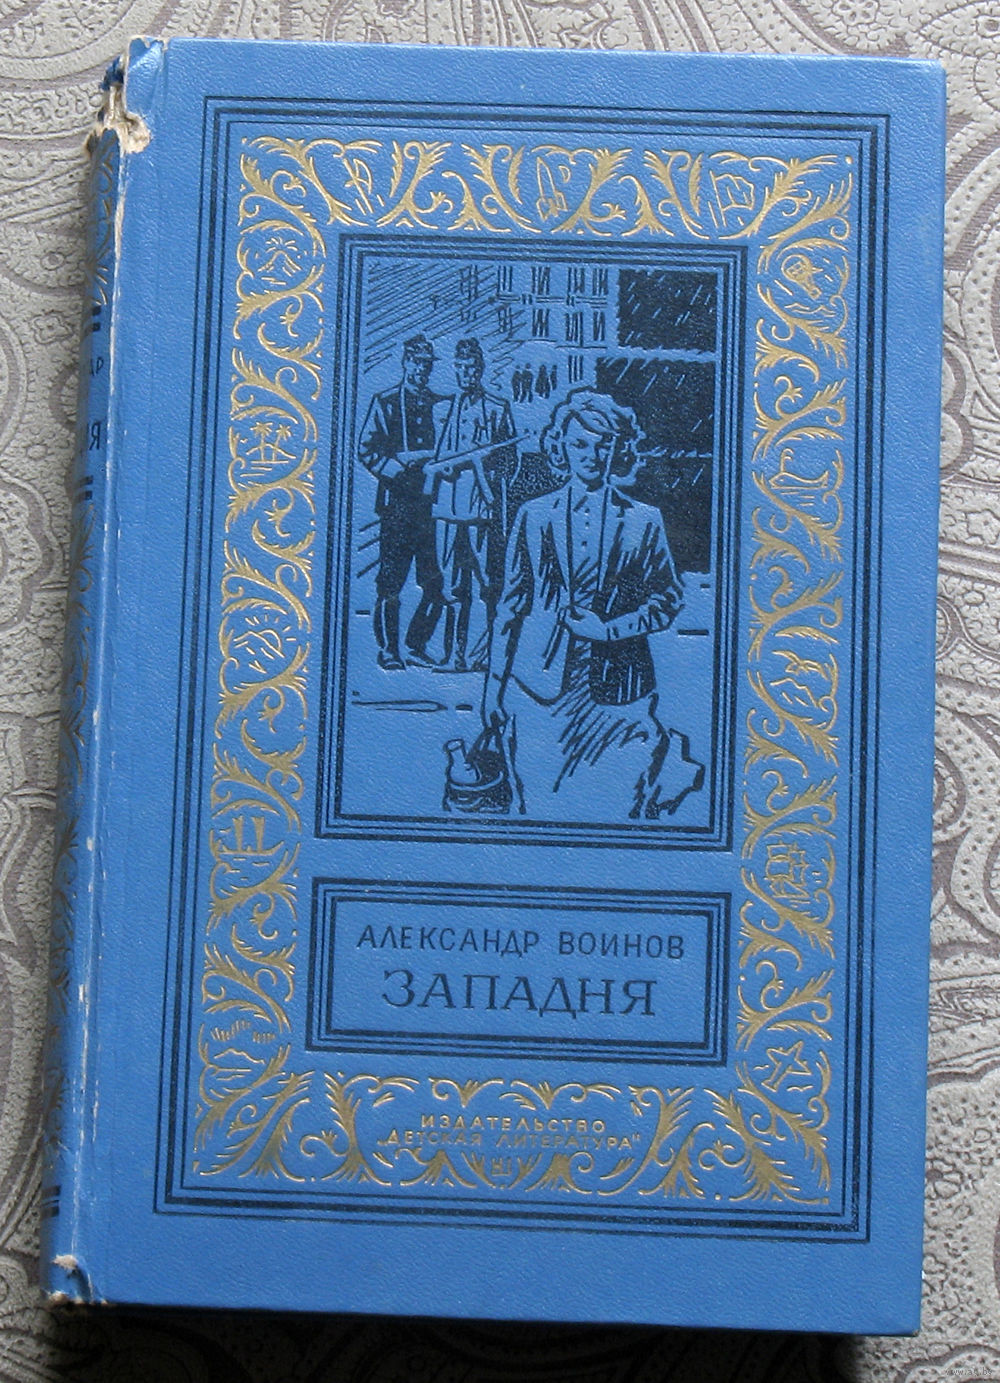 АЛЕКСАНДР ВОИНОВ
ЗАПАДНЯ
ИЗДАТЕЛЬСТВО
„ДЕТСКАЯ ЛИТЕРАТУРА"